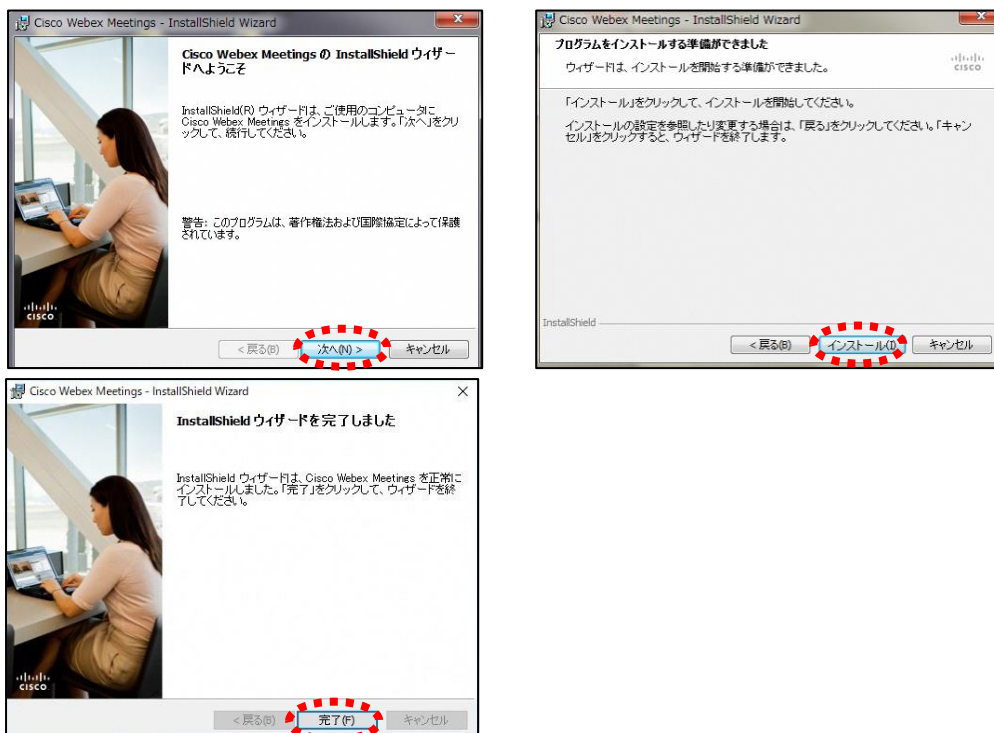 Cisco Webex Meetings - InstallShield Wizard
Cisco Webex Meetings の InstallShield ウィザー
ドへようこそ
InstallShield(R) ウィザードは、ご使用のコンピュータに
Cisco Webex Meetings をインストールします。「次へ」をクリ
ックして、続行してください。
警告: このプログラムは、著作権法および国際協定によって保護
されています。
CISCO
< 戻る(B)
次へ(N) >
キャンセル
Cisco Webex Meetings - InstallShield Wizard
プログラムをインストールする準備ができました
ウィザードは、インストールを開始する準備ができました。
CISCO
「インストール」をクリックして、インストールを開始してください。
インストールの設定を参照したり変更する場合は、「戻る」をクリックしてください。「キャン
セル」をクリックすると、ウィザードを終了します。
InstallShield
< 戻る(B)
インストール(I)
キャンセル
Cisco Webex Meetings - InstallShield Wizard
InstallShield ウィザードを完了しました
InstallShield ウィザードは、Cisco Webex Meetings を正常に
インストールしました。「完了」をクリックして、ウィザードを終
了してください。
CISCO
< 戻る(B)
完了(F)
キャンセル